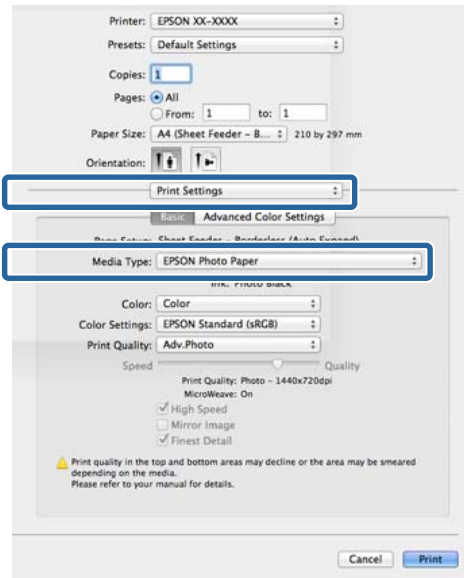 Printer: EPSON XX-XXXX
Presets: Default Settings
Copies: 1
Pages: All
From: 1 to: 1
Paper Size: A4 (Sheet Feeder - B... 210 by 297 mm
Orientation:
Print Settings
Basic Advanced Color Settings
Page Setup: Sheet Feeder - Borderless (Auto Expand)
Media Type: EPSON Photo Paper
Ink: Photo Black
Color: Color
Color Settings: EPSON Standard (sRGB)
Print Quality: Adv.Photo
Speed Quality
Print Quality: Photo - 1440x720dpi
MicroWeave: On
High Speed
Mirror Image
Finest Detail
Print quality in the top and bottom areas may decline or the area may be smeared
depending on the media.
Please refer to your manual for details.
Cancel Print